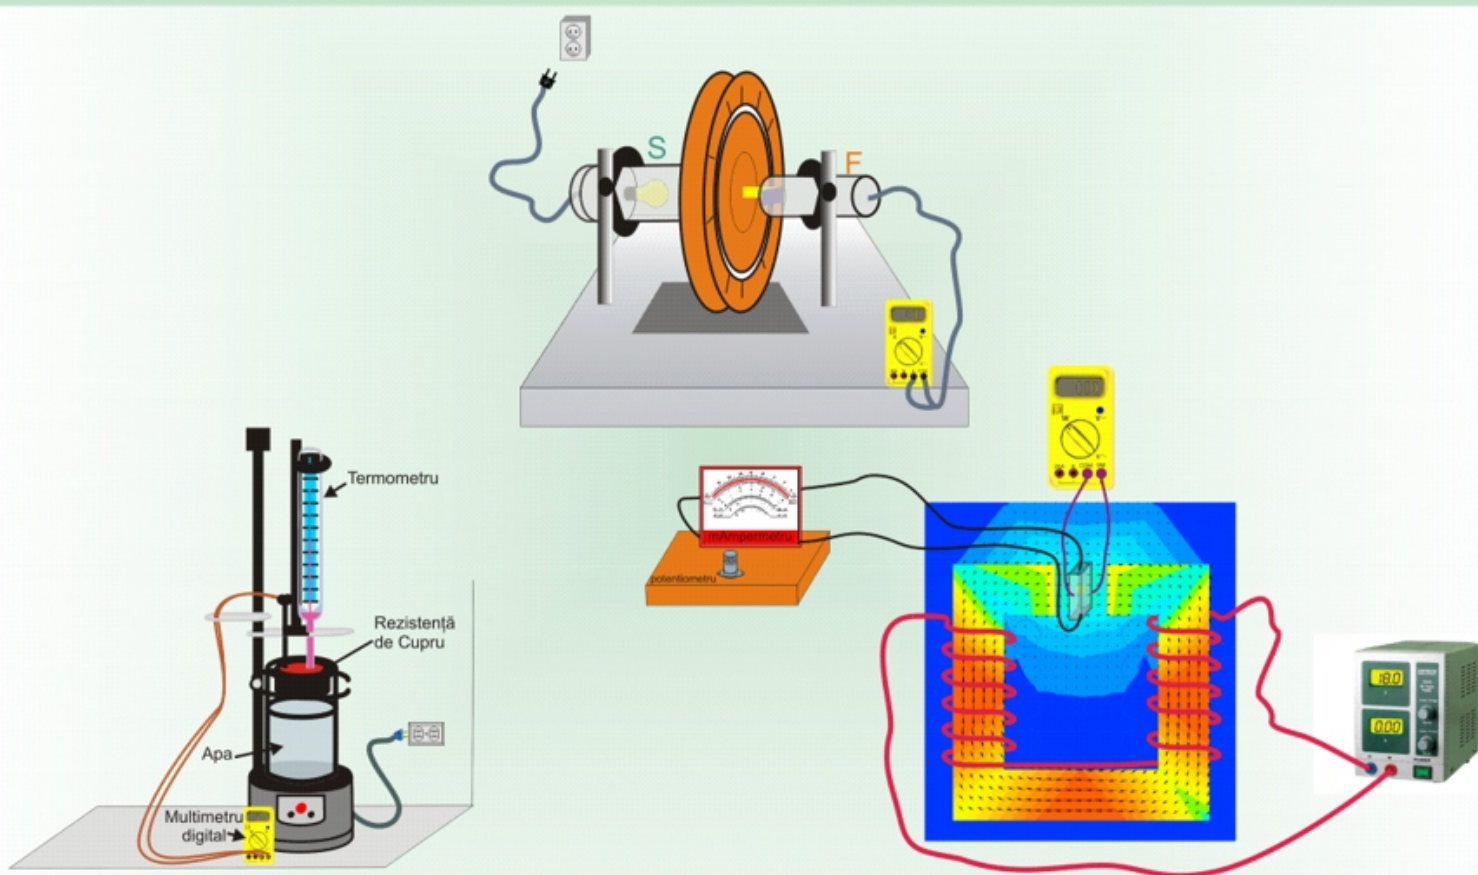 S
F
Termometru
mAmpermetru
potentiometru
Rezistență
de Cupru
Apa
Multimetru
digital
18.0
0.00